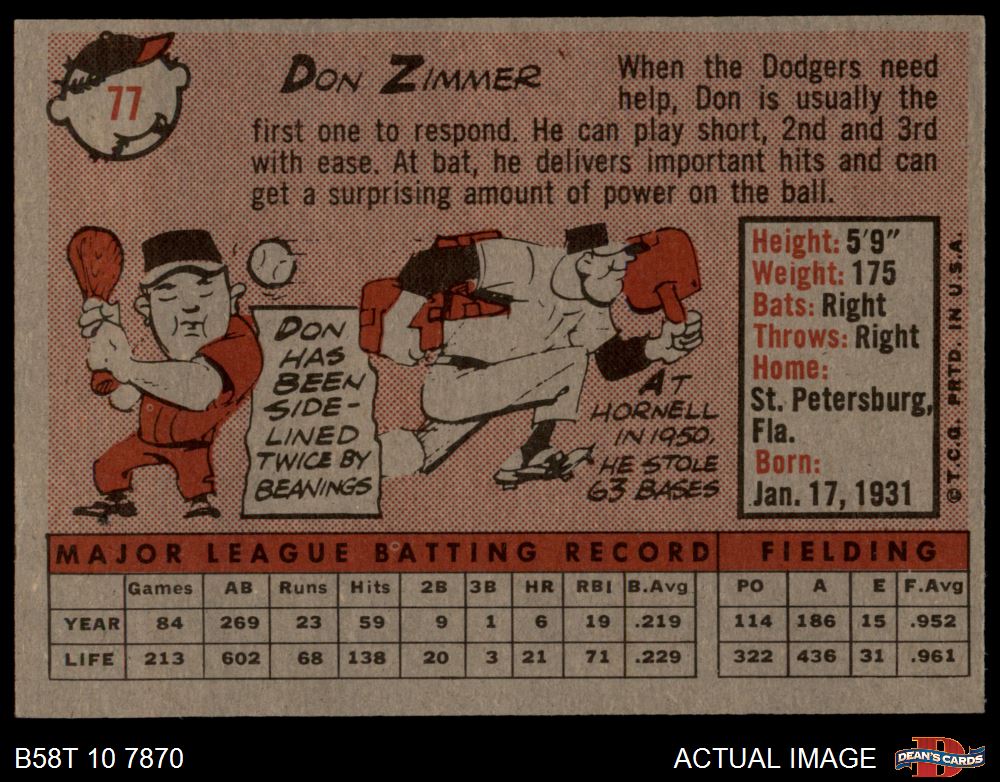 77
DON ZIMMER
When the Dodgers need
help, Don is usually the
first one to respond. He can play short, 2nd and 3rd
with ease. At bat, he delivers important hits and can
get a surprising amount of power on the ball.
DON
HAS
BEEN
SIDE-
LINED
TWICE BY
BEANINGS
AT
HORNELL
IN 1950,
HE STOLE
63 BASES
Height: 5'9"
Weight: 175
Bats: Right
Throws: Right
Home:
St. Petersburg,
Fla.
Born:
Jan. 17, 1931
©T.C.G. PRTD. IN U.S.A.
MAJOR LEAGUE BATTING RECORD FIELDING
Games AB Runs Hits 2B 3B HR RBI B.Avg PO A E F.Avg
YEAR 84 269 23 59 9 1 6 19 .219 114 186 15 .952
LIFE 213 602 68 138 20 3 21 71 .229 322 436 31 .961
B58T 10 7870
ACTUAL IMAGE
D
DEAN'S CARDS